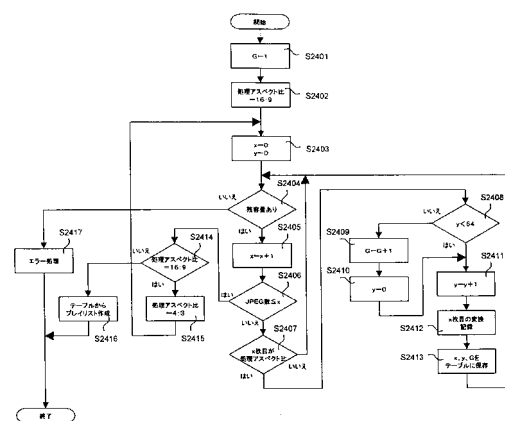 開始
G←1
S2401
処理アスペクト比
=16:9
S2402
x=0
y=0
S2403
S2404
いいえ
残容量あり
はい
S2405
x=x+1
S2406
JPEG数≦x
はい
いいえ
S2407
x枚目が
処理アスペクト比
いいえ
はい
S2408
いいえ
y<64
はい
S2409
G←G+1
S2410
y=0
S2411
y=y+1
S2412
x枚目の変換
記録
S2413
x, y, GE
テーブルに保存
S2414
いいえ
処理アスペクト比
=16:9
はい
処理アスペクト比
=4:3
S2415
テーブルから
プレイリスト作成
S2416
S2417
エラー処理
終了